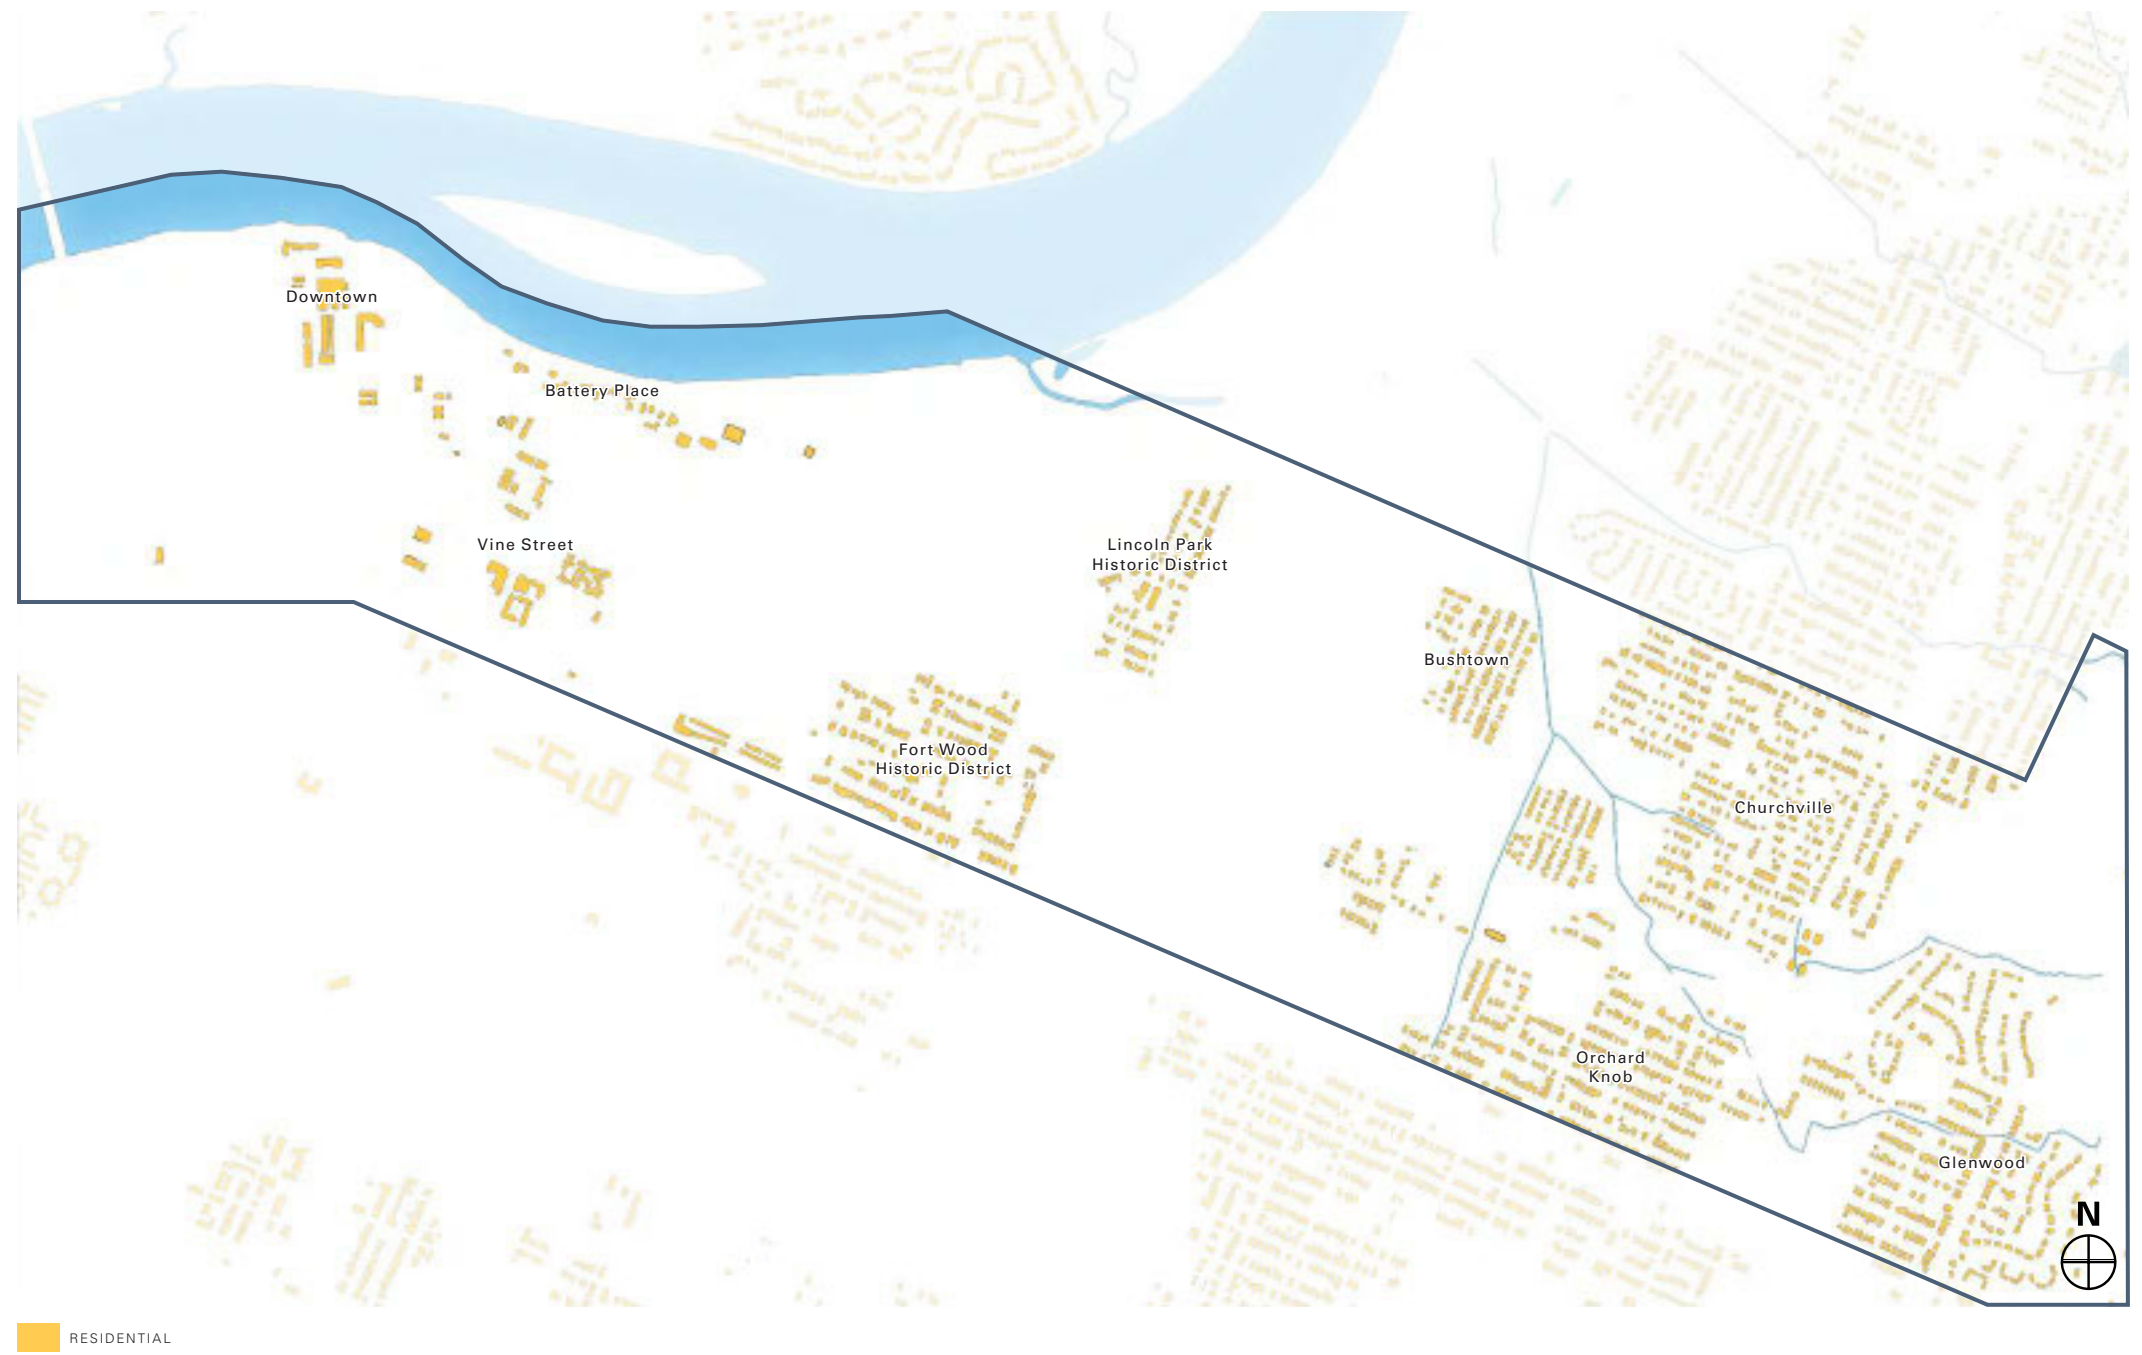 Downtown
Battery Place
Vine Street
Lincoln Park
Historic District
Bushtown
Fort Wood
Historic District
Churchville
Orchard
Knob
Glenwood
N
RESIDENTIAL